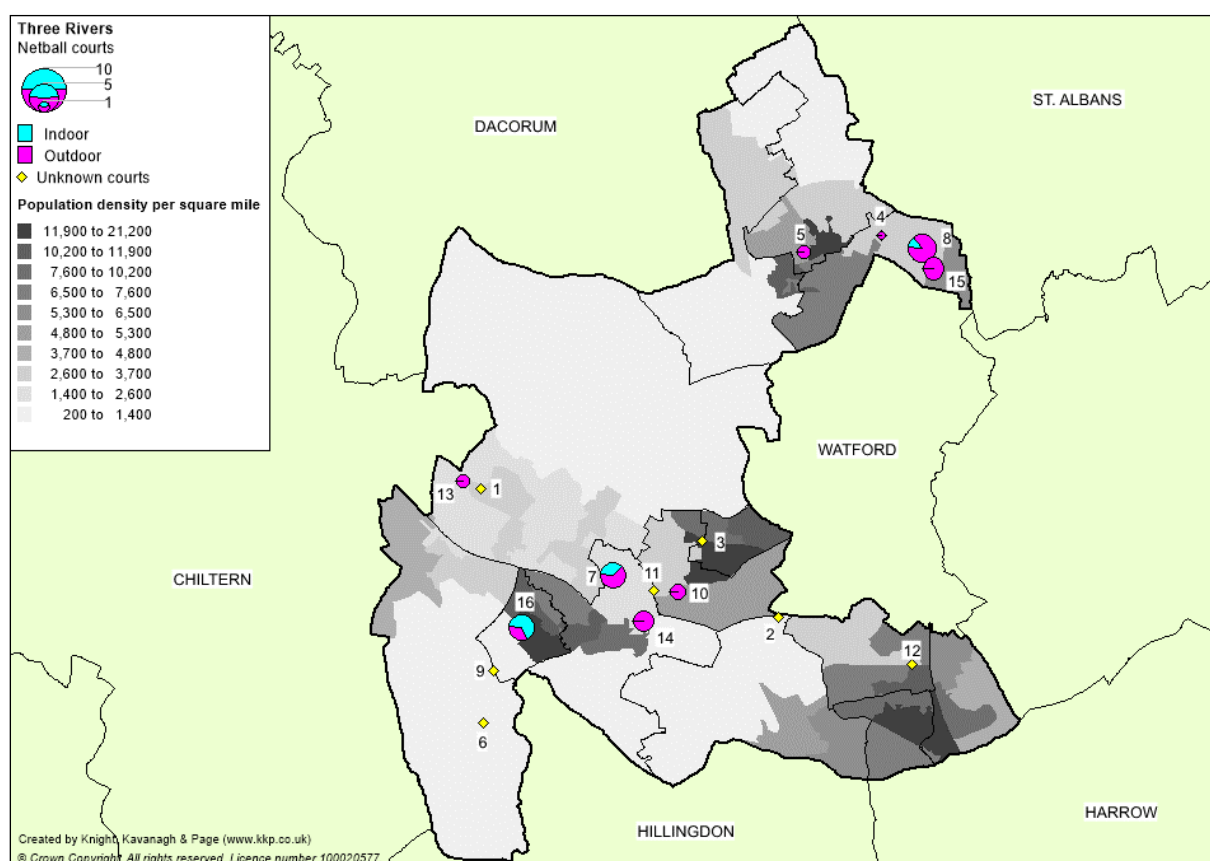 Three Rivers
Netball courts
10
5
1
Indoor
Outdoor
Unknown courts
Population density per square mile
11,900 to 21,200
10,200 to 11,900
7,600 to 10,200
6,500 to 7,600
5,300 to 6,500
4,800 to 5,300
3,700 to 4,800
2,600 to 3,700
1,400 to 2,600
200 to 1,400
ST. ALBANS
DACORUM
4
5
8
15
WATFORD
13
1
3
CHILTERN
7
11
10
16
14
2
12
9
6
HARROW
HILLINGDON
Created by Knight, Kavanagh & Page (www.kkp.co.uk)
© Crown Copyright. All rights reserved. Licence number 100020577